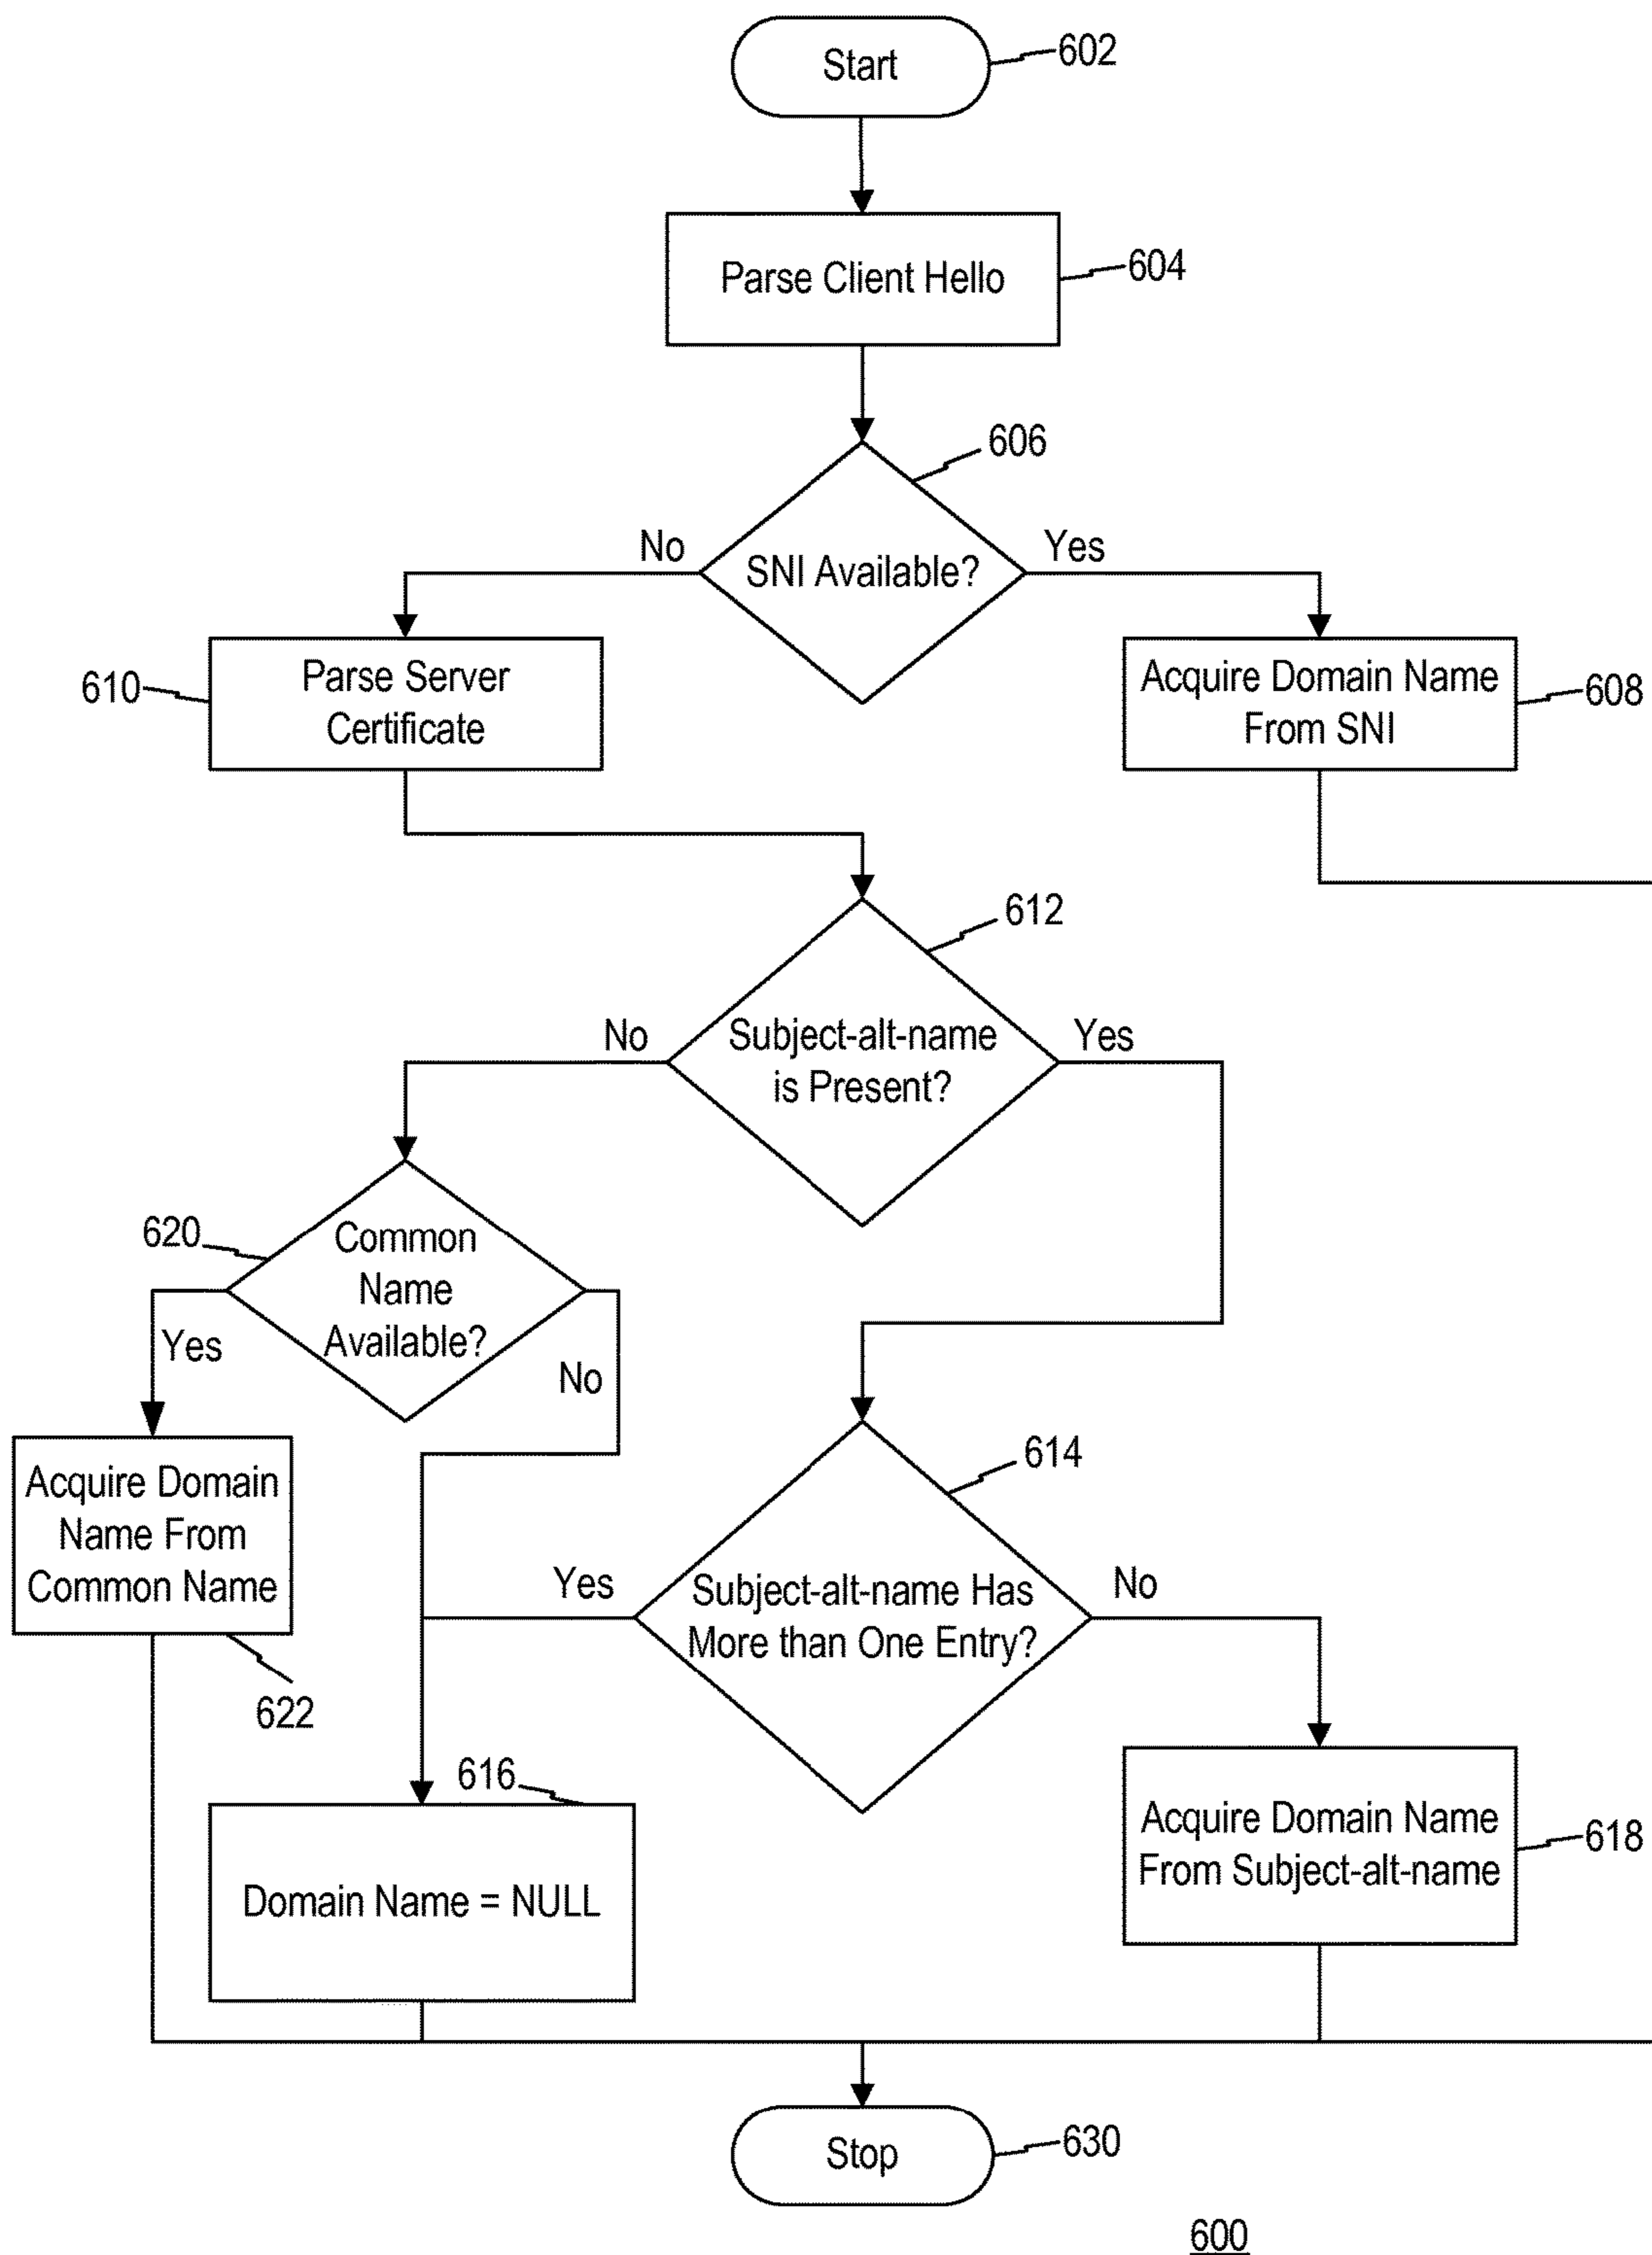 Start
602
Parse Client Hello
604
606
No
SNI Available?
Yes
610
Parse Server
Certificate
Acquire Domain Name
From SNI
608
612
No
Subject-alt-name
is Present?
Yes
620
Common
Name
Available?
Yes
No
614
Acquire Domain
Name From
Common Name
622
Yes
Subject-alt-name Has
More than One Entry?
No
616
Domain Name = NULL
Acquire Domain Name
From Subject-alt-name
618
Stop
630
600